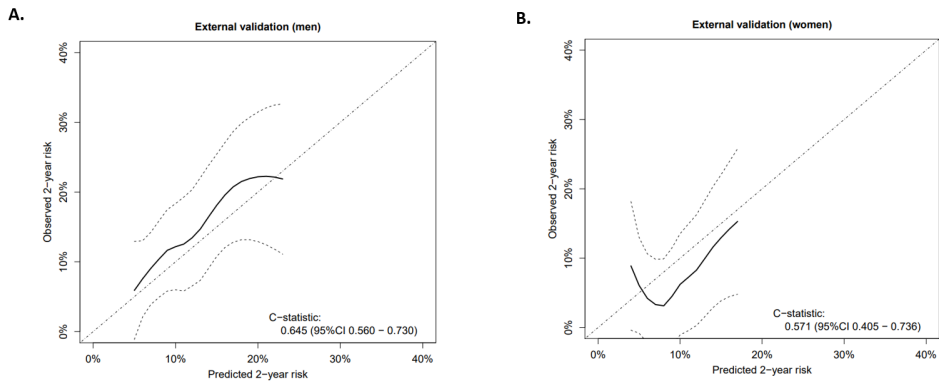 A.
External validation (men)
Observed 2−year risk
40%
30%
20%
10%
0%
C−statistic:
0.645 (95%CI 0.560 − 0.730)
0% 10% 20% 30% 40%
Predicted 2−year risk
B.
External validation (women)
Observed 2−year risk
40%
30%
20%
10%
0%
C−statistic:
0.571 (95%CI 0.405 − 0.736)
0% 10% 20% 30% 40%
Predicted 2−year risk